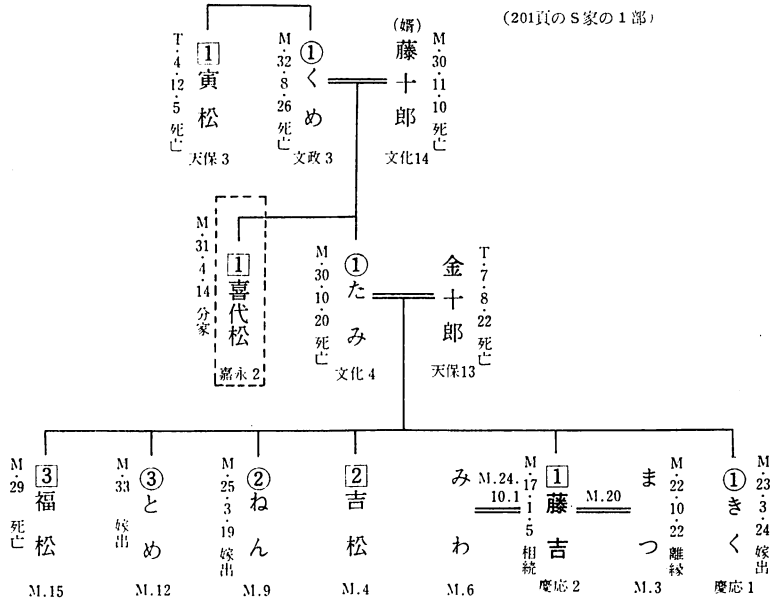 (201頁のS家の1部)
M・30・11・10 死亡
(婿)
藤十郎
文化14
①くめ
M・32・8・26 死亡
文政3
1寅松
T・4・12・5 死亡
天保3
T・7・8・22 死亡
金十郎
天保13
①たみ
M・30・10・20 死亡
文化4
1喜代松
M・31・4・14 分家
嘉永2
M・23・3・24 嫁出
①きく
慶応1
M・22・10・22 離縁
まつ
M.3
M.20
1藤吉
M・17・1・5 相続
慶応2
M.24.
10.1
みわ
M.6
2吉松
M.4
②ねん
M・25・3・19 嫁出
M.9
③とめ
M・33 嫁出
M.12
3福松
M・29 死亡
M.15